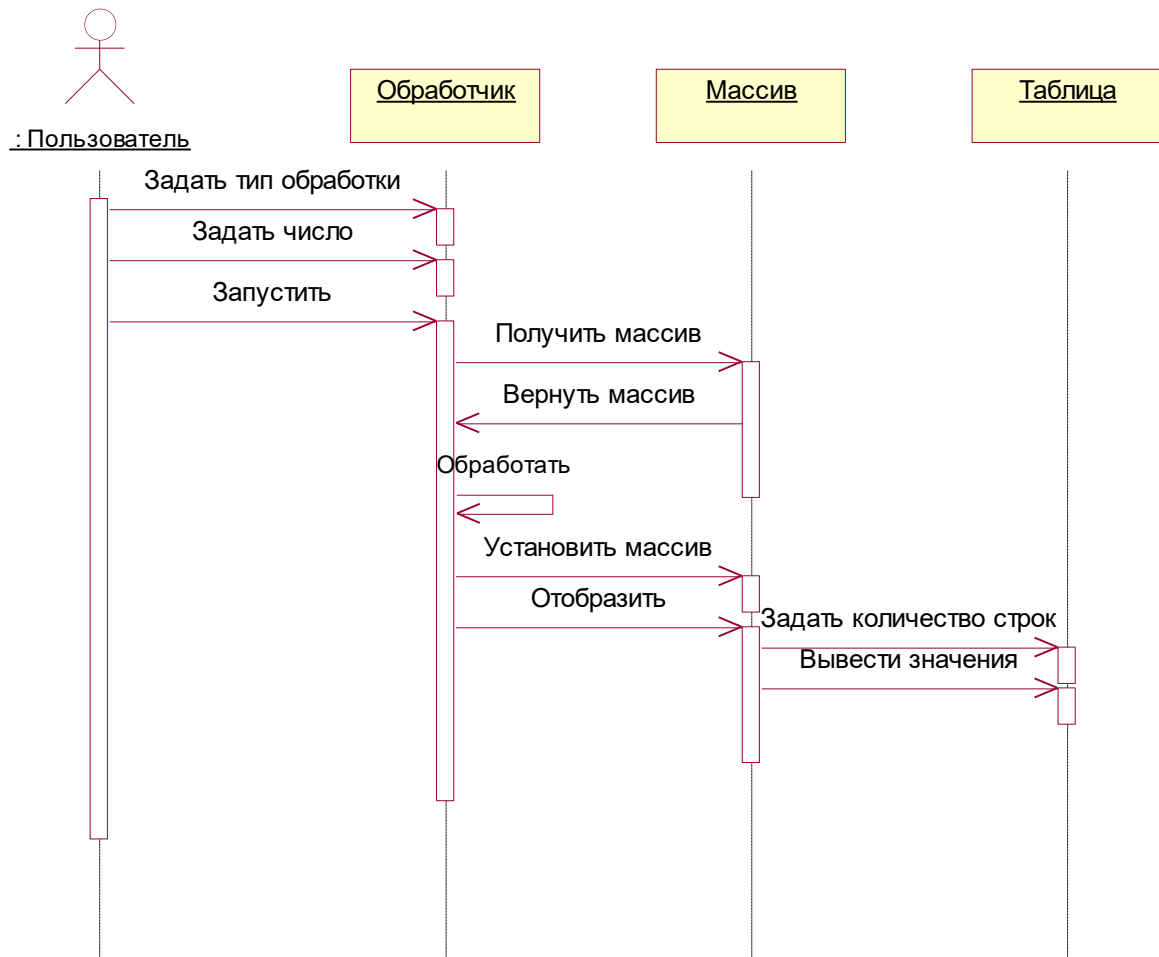 Обработчик
Массив
Таблица
: Пользователь
Задать тип обработки
Задать число
Запустить
Получить массив
Вернуть массив
Обработать
Установить массив
Отобразить
Задать количество строк
Вывести значения